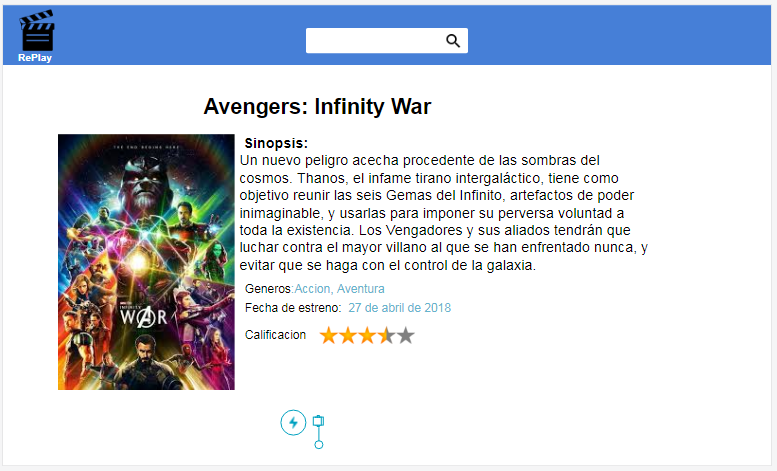 RePlay
Avengers: Infinity War
THE END BEGINS HERE
Sinopsis:
Un nuevo peligro acecha procedente de las sombras del
cosmos. Thanos, el infame tirano intergaláctico, tiene como
objetivo reunir las seis Gemas del Infinito, artefactos de poder
inimaginable, y usarlas para imponer su perversa voluntad a
toda la existencia. Los Vengadores y sus aliados tendrán que
luchar contra el mayor villano al que se han enfrentado nunca, y
evitar que se haga con el control de la galaxia.
Generos:Accion, Aventura
Fecha de estreno: 27 de abril de 2018
Calificacion
INFINITY
WAR